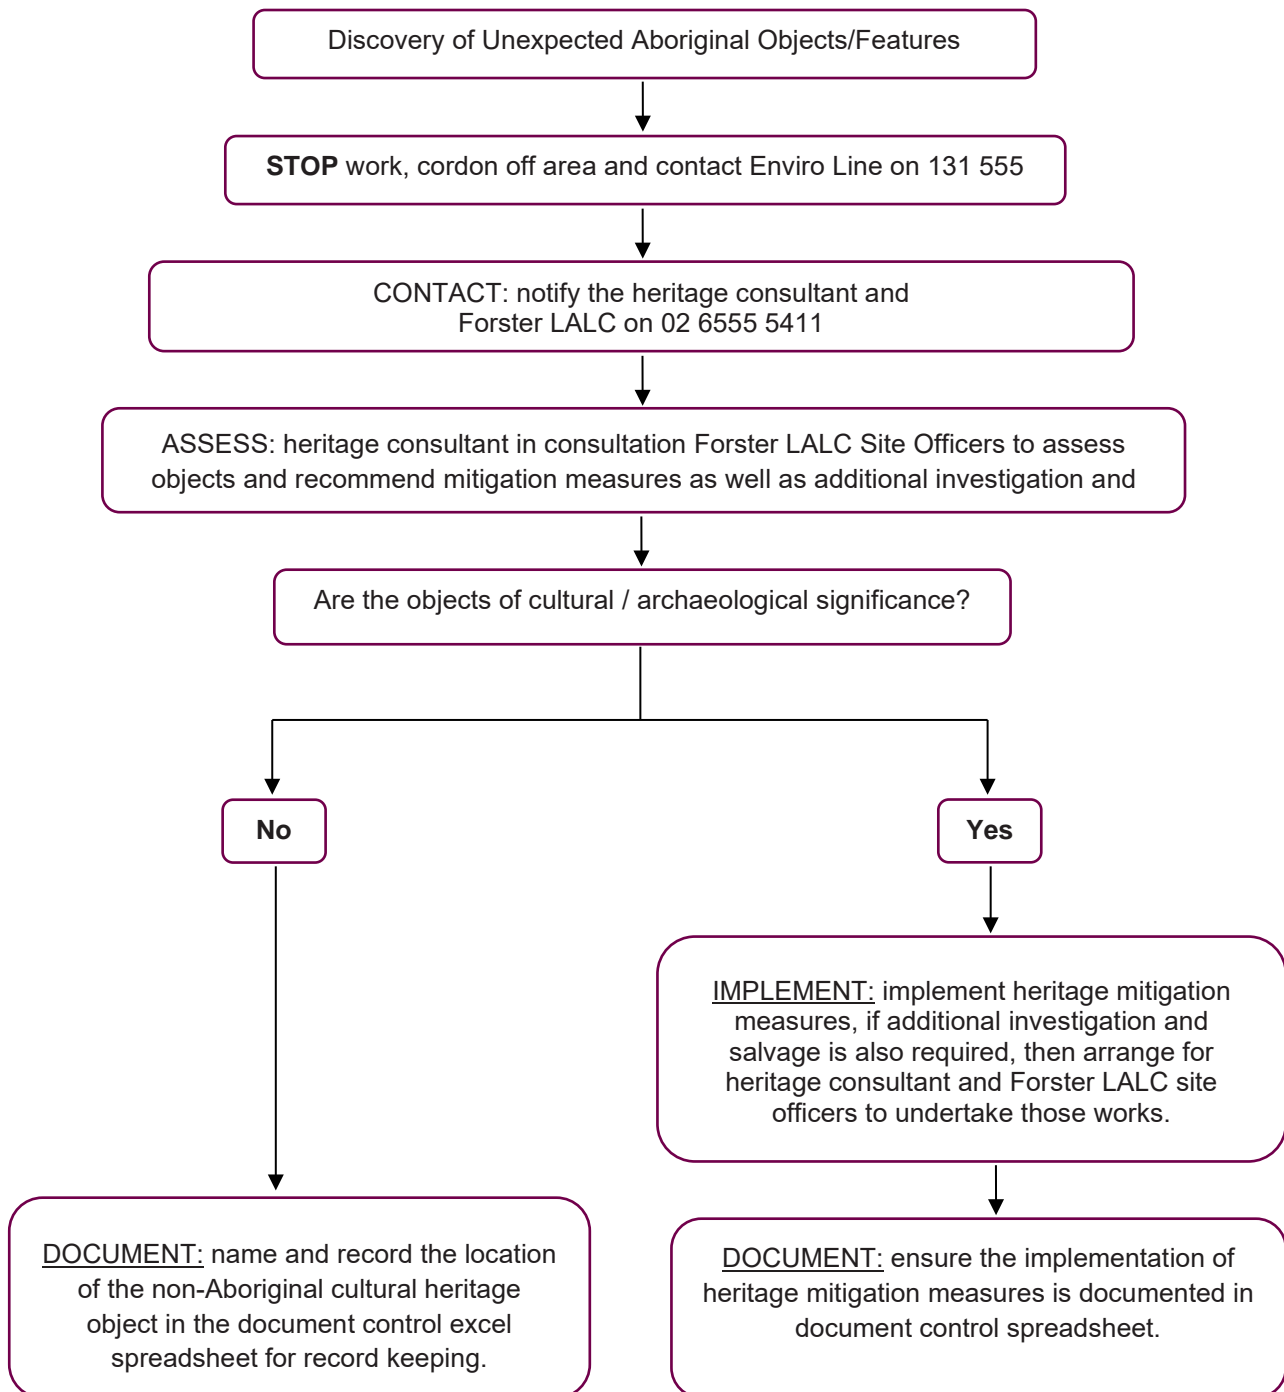 Discovery of Unexpected Aboriginal Objects/Features
STOP work, cordon off area and contact Enviro Line on 131 555
CONTACT: notify the heritage consultant and
Forster LALC on 02 6555 5411
ASSESS: heritage consultant in consultation Forster LALC Site Officers to assess
objects and recommend mitigation measures as well as additional investigation and
Are the objects of cultural / archaeological significance?
No
Yes
IMPLEMENT: implement heritage mitigation
measures, if additional investigation and
salvage is also required, then arrange for
heritage consultant and Forster LALC site
officers to undertake those works.
DOCUMENT: name and record the location
of the non-Aboriginal cultural heritage
object in the document control excel
spreadsheet for record keeping.
DOCUMENT: ensure the implementation of
heritage mitigation measures is documented in
document control spreadsheet.